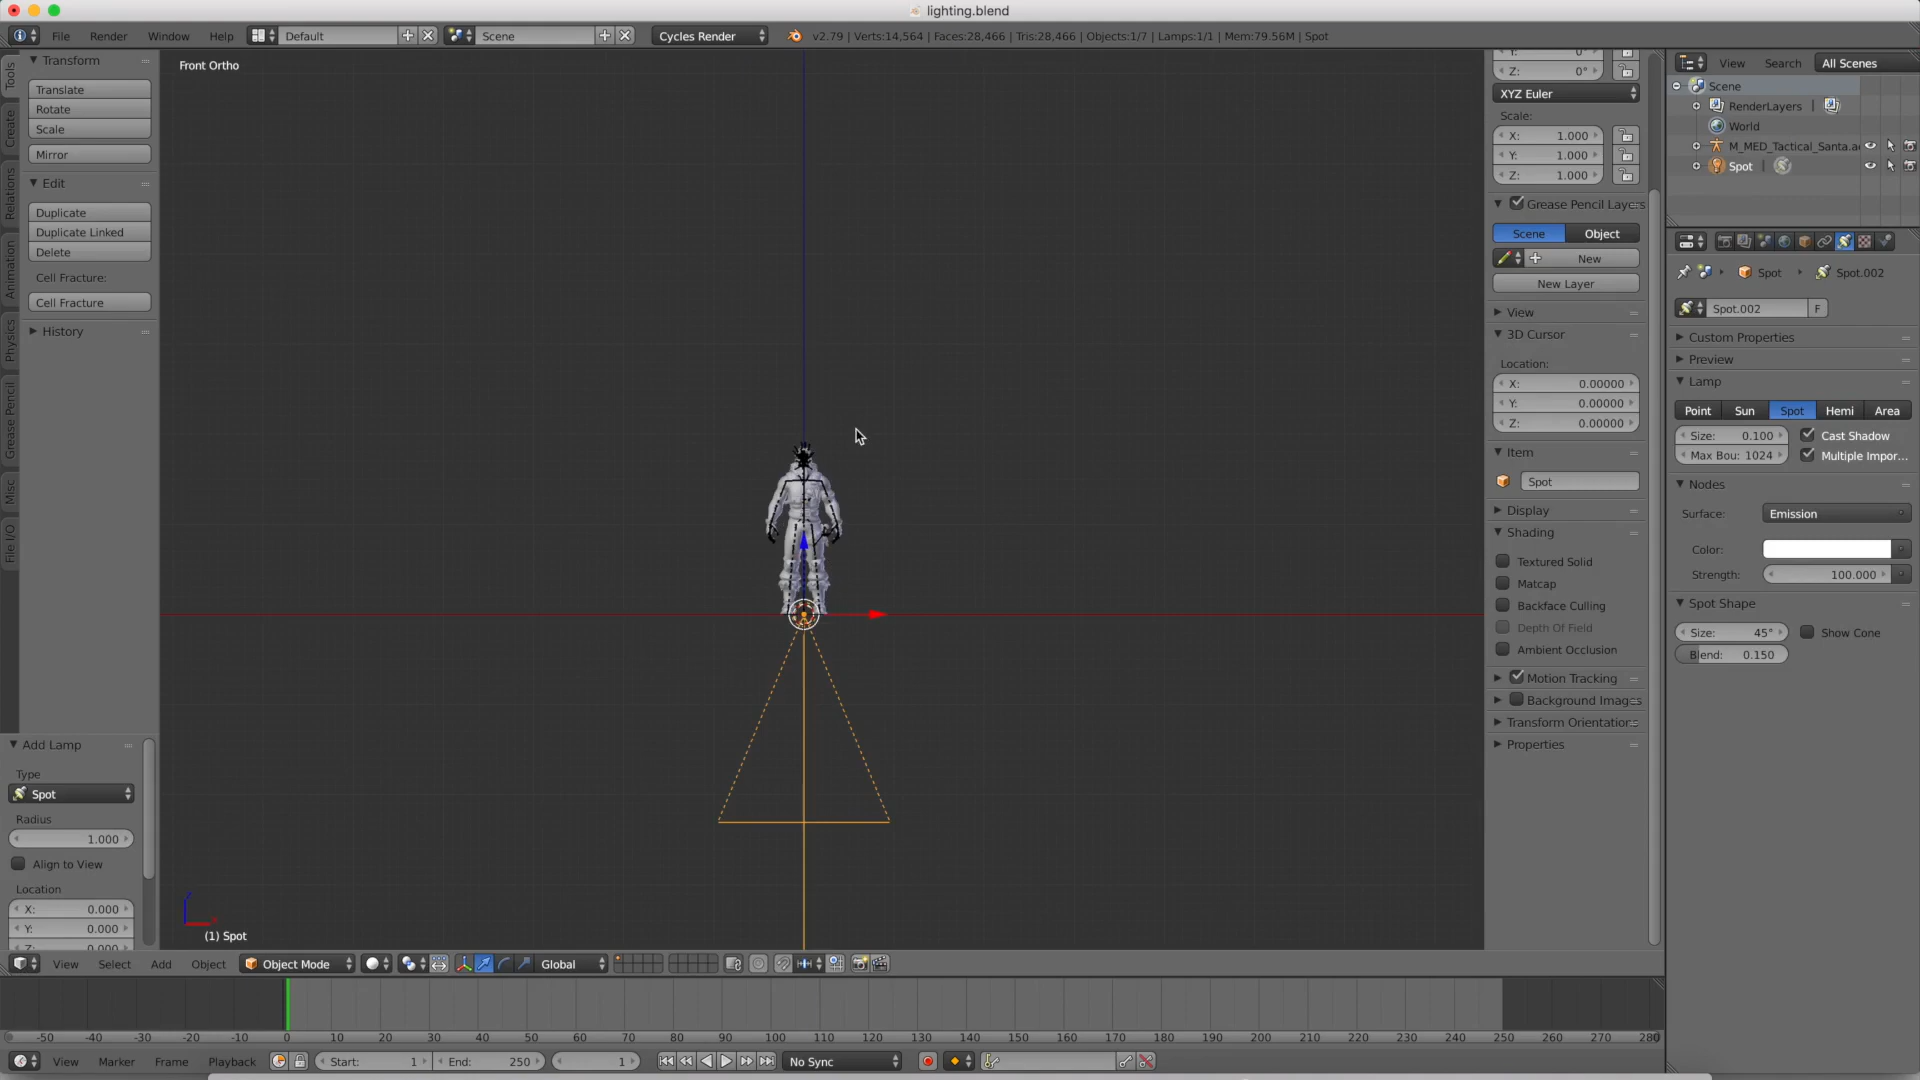 lighting.blend
File Render Window Help Default Scene Cycles Render v2.79 | Verts:14,564 | Faces:28,466 | Tris:28,466 | Objects:1/7 | Lamps:1/1 | Mem:79.56M | Spot
Tools
Create
Relations
Animation
Physics
Grease Pencil
Misc
File I/O
Transform
Translate
Rotate
Scale
Mirror
Edit
Duplicate
Duplicate Linked
Delete
Cell Fracture:
Cell Fracture
History
Add Lamp
Type
Spot
Radius
1.000
Align to View
Location
X: 0.000
Y: 0.000
Z: 0.000
Front Ortho
(1) Spot
Y: 0°
Z: 0°
XYZ Euler
Scale:
X: 1.000
Y: 1.000
Z: 1.000
Grease Pencil Layers
Scene Object
New
New Layer
View
3D Cursor
Location:
X: 0.00000
Y: 0.00000
Z: 0.00000
Item
Spot
Display
Shading
Textured Solid
Matcap
Backface Culling
Depth Of Field
Ambient Occlusion
Motion Tracking
Background Images
Transform Orientations
Properties
View Search All Scenes
Scene
RenderLayers |
World
M_MED_Tactical_Santa.a
Spot |
Spot Spot.002
Spot.002 F
Custom Properties
Preview
Lamp
Point Sun Spot Hemi Area
Size: 0.100 Cast Shadow
Max Bou: 1024 Multiple Impor...
Nodes
Surface: Emission
Color:
Strength: 100.000
Spot Shape
Size: 45° Show Cone
Blend: 0.150
View Select Add Object Object Mode Global
-50 -40 -30 -20 -10 0 10 20 30 40 50 60 70 80 90 100 110 120 130 140 150 160 170 180 190 200 210 220 230 240 250 260 270 280
View Marker Frame Playback Start: 1 End: 250 1 No Sync